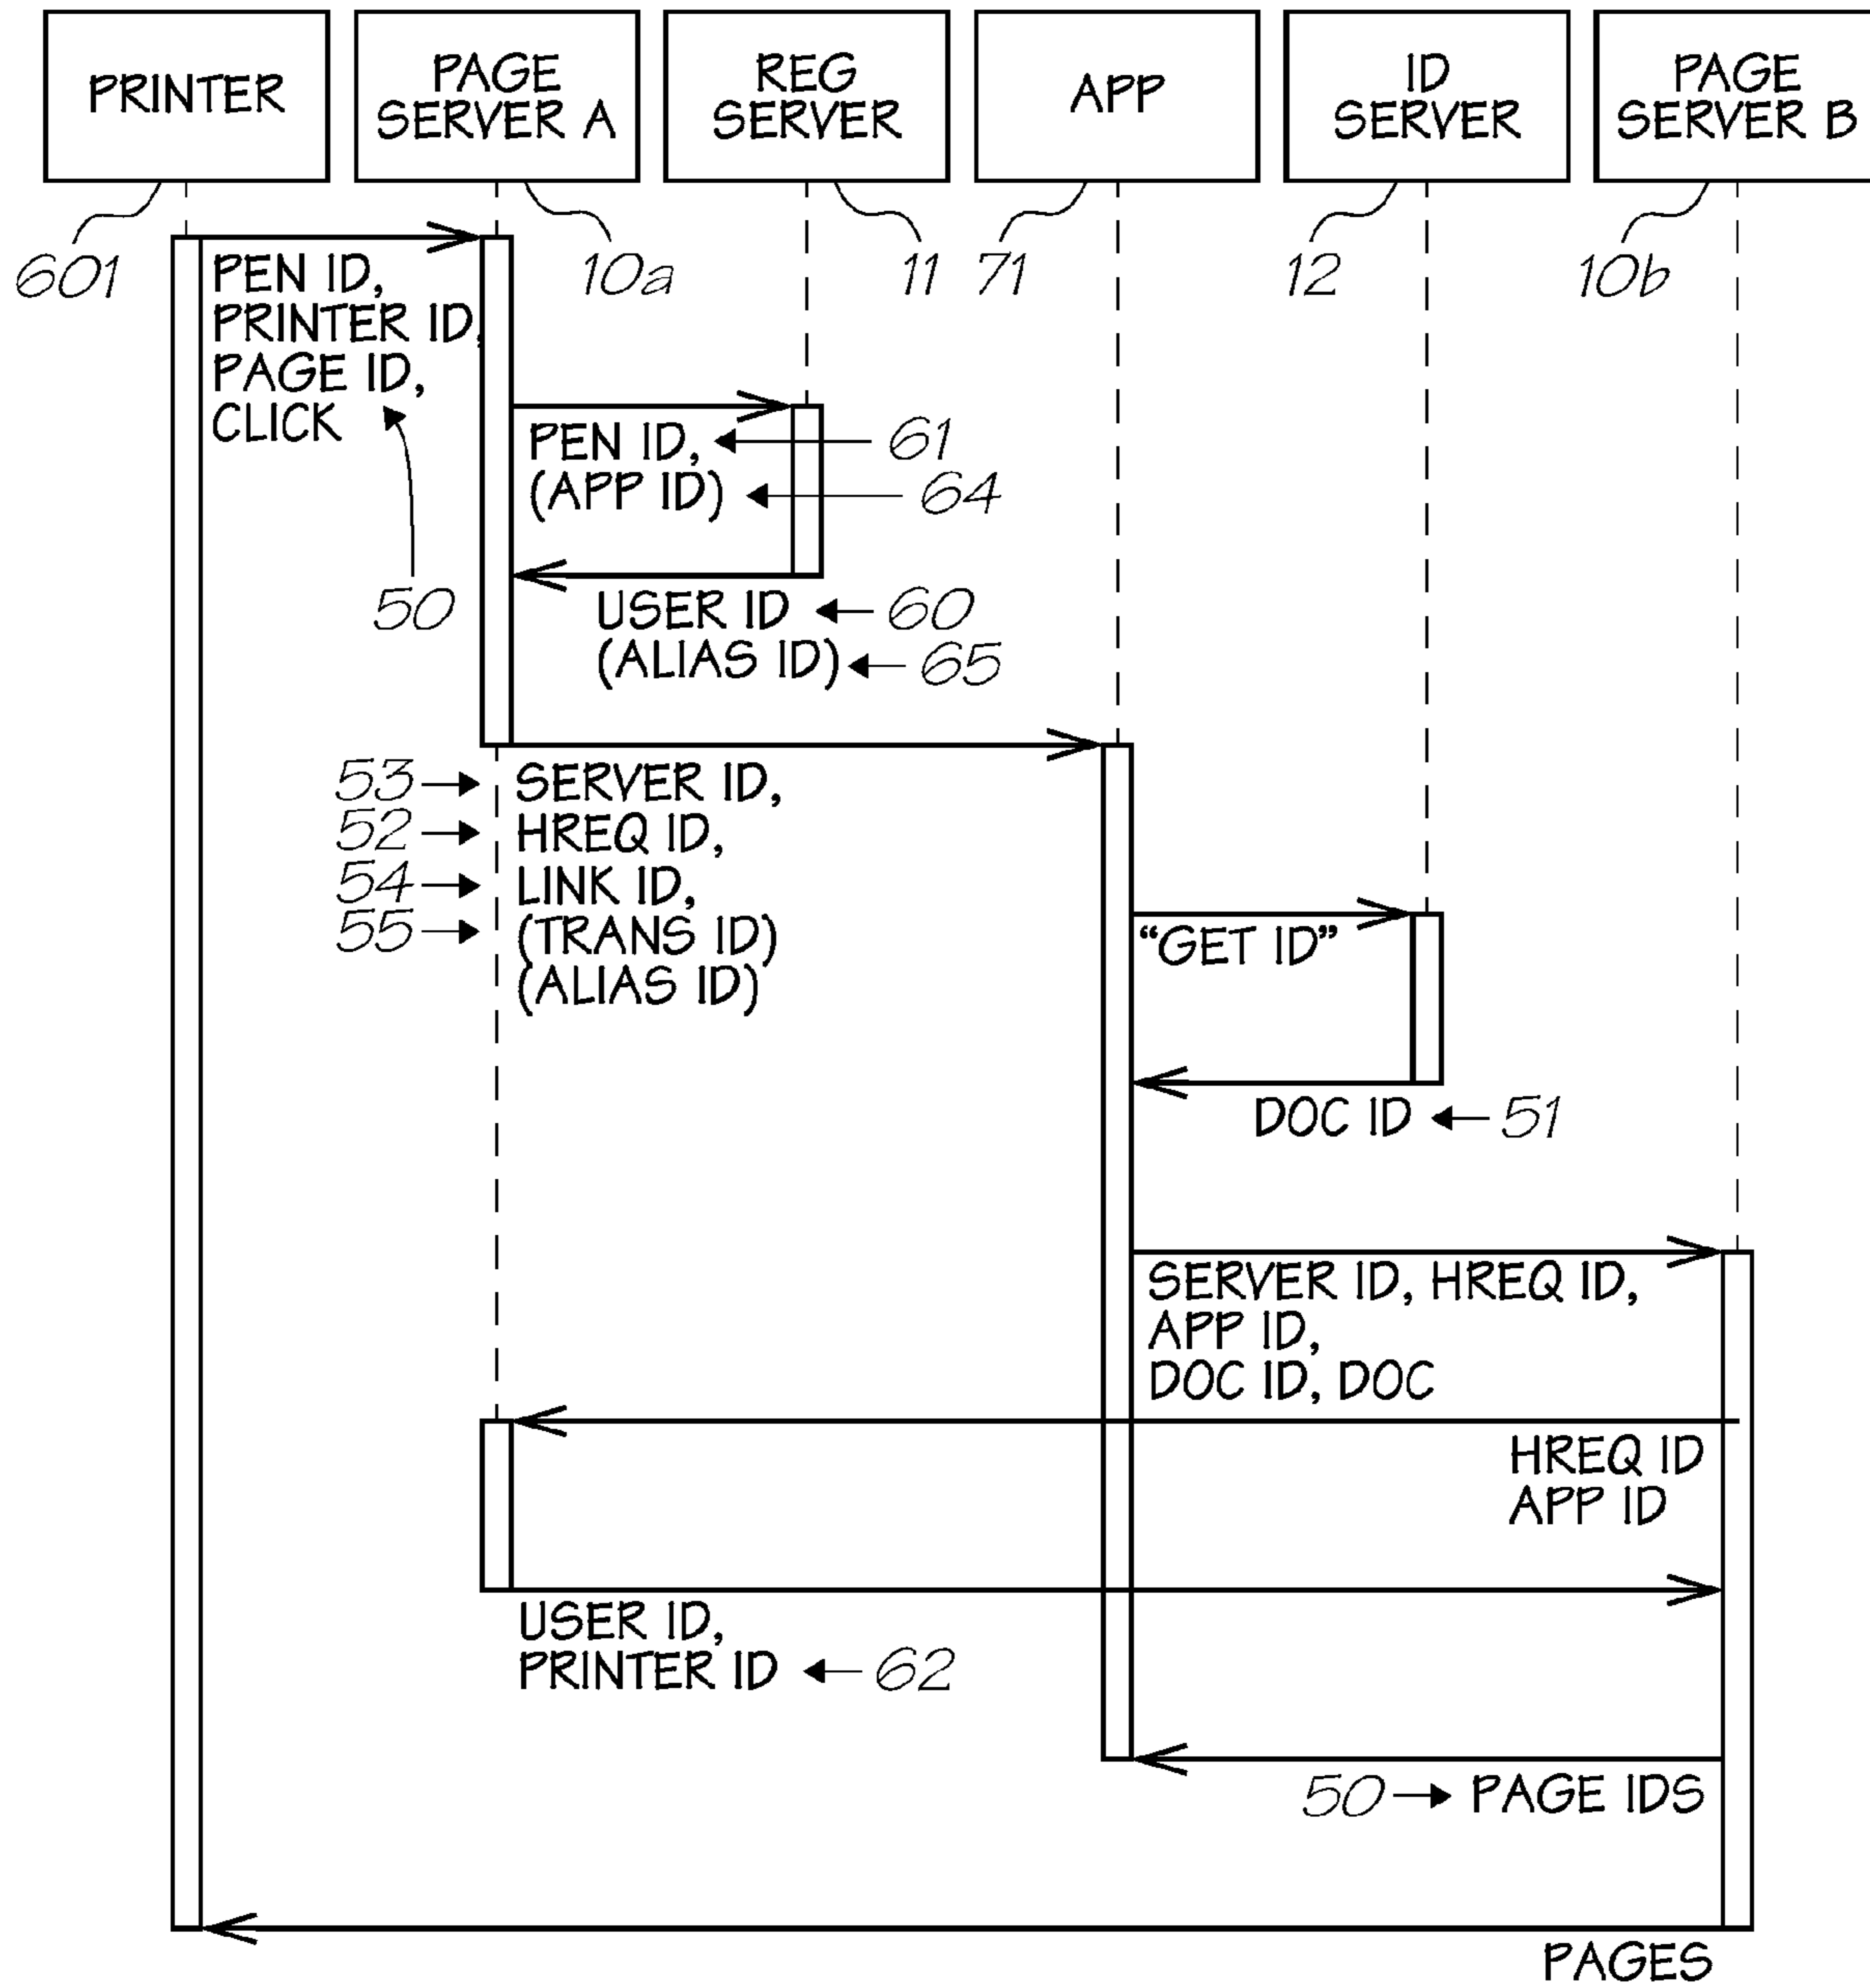 PRINTER
PAGE
SERVER A
REG
SERVER
APP
ID
SERVER
PAGE
SERVER B
601
10a
11
71
12
10b
PEN ID,
PRINTER ID,
PAGE ID,
CLICK
50
PEN ID,
61
(APP ID)
64
USER ID
60
(ALIAS ID)
65
53
SERVER ID,
52
HREQ ID,
54
LINK ID,
55
(TRANS ID)
(ALIAS ID)
“GET ID”
DOC ID
51
SERVER ID, HREQ ID,
APP ID,
DOC ID, DOC
HREQ ID
APP ID
USER ID,
PRINTER ID
62
50
PAGE IDS
PAGES